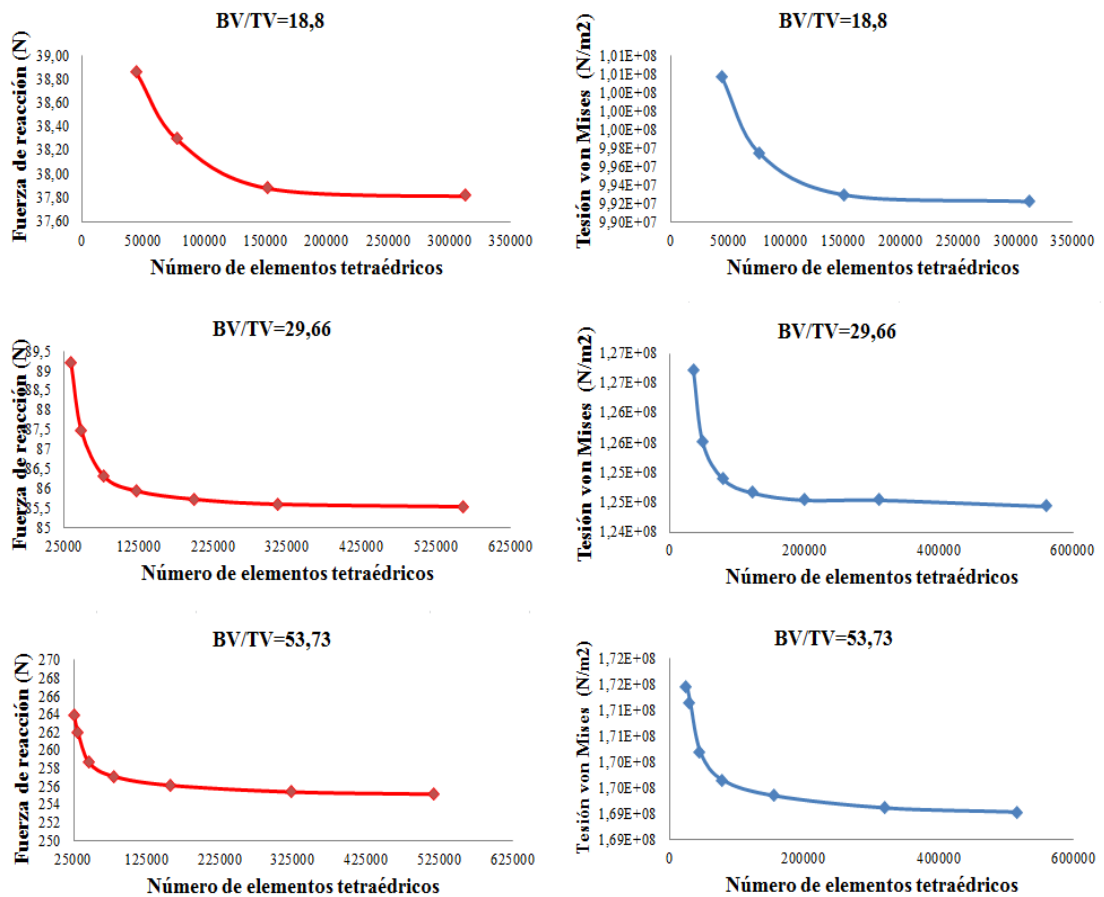 BV/TV=18,8
Fuerza de reacción (N)
39,00
38,80
38,60
38,40
38,20
38,00
37,80
37,60
0 50000 100000 150000 200000 250000 300000 350000
Número de elementos tetraédricos
BV/TV=18,8
Tesión von Mises (N/m2)
1,01E+08
1,01E+08
1,00E+08
1,00E+08
1,00E+08
9,98E+07
9,96E+07
9,94E+07
9,92E+07
9,90E+07
0 50000 100000 150000 200000 250000 300000 350000
Número de elementos tetraédricos
BV/TV=29,66
Fuerza de reacción (N)
89,5
89
88,5
88
87,5
87
86,5
86
85,5
85
25000 125000 225000 325000 425000 525000 625000
Número de elementos tetraédricos
BV/TV=29,66
Tesión von Mises (N/m2)
1,27E+08
1,27E+08
1,26E+08
1,26E+08
1,25E+08
1,25E+08
1,24E+08
0 200000 400000 600000
Número de elementos tetraédricos
BV/TV=53,73
Fuerza de reacción (N)
270
268
266
264
262
260
258
256
254
252
250
25000 125000 225000 325000 425000 525000 625000
Número de elementos tetraédricos
BV/TV=53,73
Tesión von Mises (N/m2)
1,72E+08
1,72E+08
1,71E+08
1,71E+08
1,70E+08
1,70E+08
1,69E+08
1,69E+08
0 200000 400000 600000
Número de elementos tetraédricos